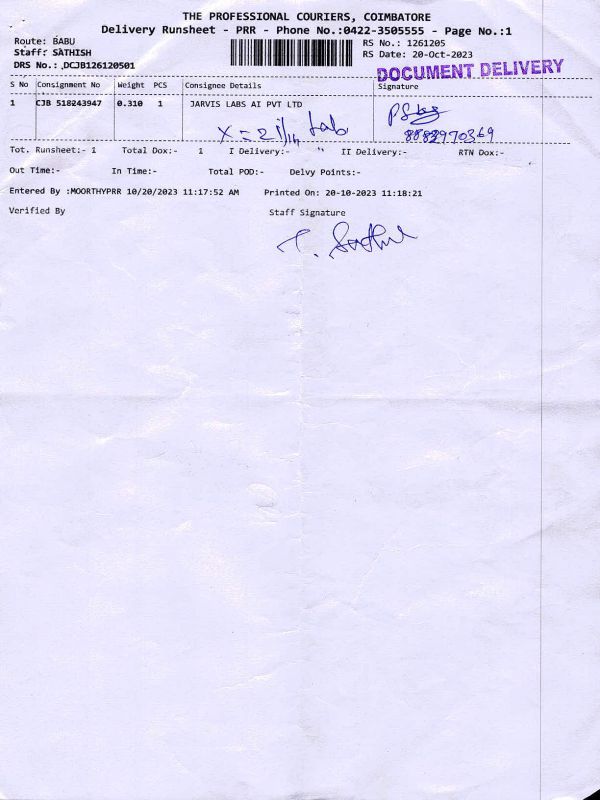 THE PROFESSIONAL COURIERS, COIMBATORE
Delivery Runsheet - PRR - Phone No.:0422-3505555 - Page No.:1
Route: BABU RS No.: 1261205
Staff: SATHISH RS Date: 20-Oct-2023
DRS No.: DCJB126120501 DOCUMENT DELIVERY
S No Consignment No Weight PCS Consignee Details Signature
1 CJB 518243947 0.310 1 JARVIS LABS AI PVT LTD
Tot. Runsheet:- 1 Total Dox:- 1 I Delivery:- " II Delivery:- RTN Dox:-
Out Time:- In Time:- Total POD:- Delvy Points:-
Entered By :MOORTHYPRR 10/20/2023 11:17:52 AM Printed On: 20-10-2023 11:18:21
Verified By Staff Signature